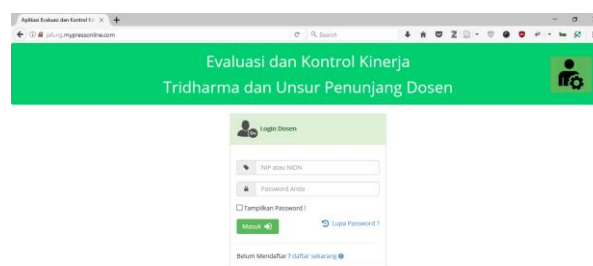 Aplikasi Evaluasi dan Kontrol Ki
jafung.mypressonline.com
Search
Evaluasi dan Kontrol Kinerja
Tridharma dan Unsur Penunjang Dosen
Login Dosen
NIP atau NIDN
Password Anda
Tampilkan Password !
Masuk
Lupa Password ?
Belum Mendaftar ? daftar sekarang